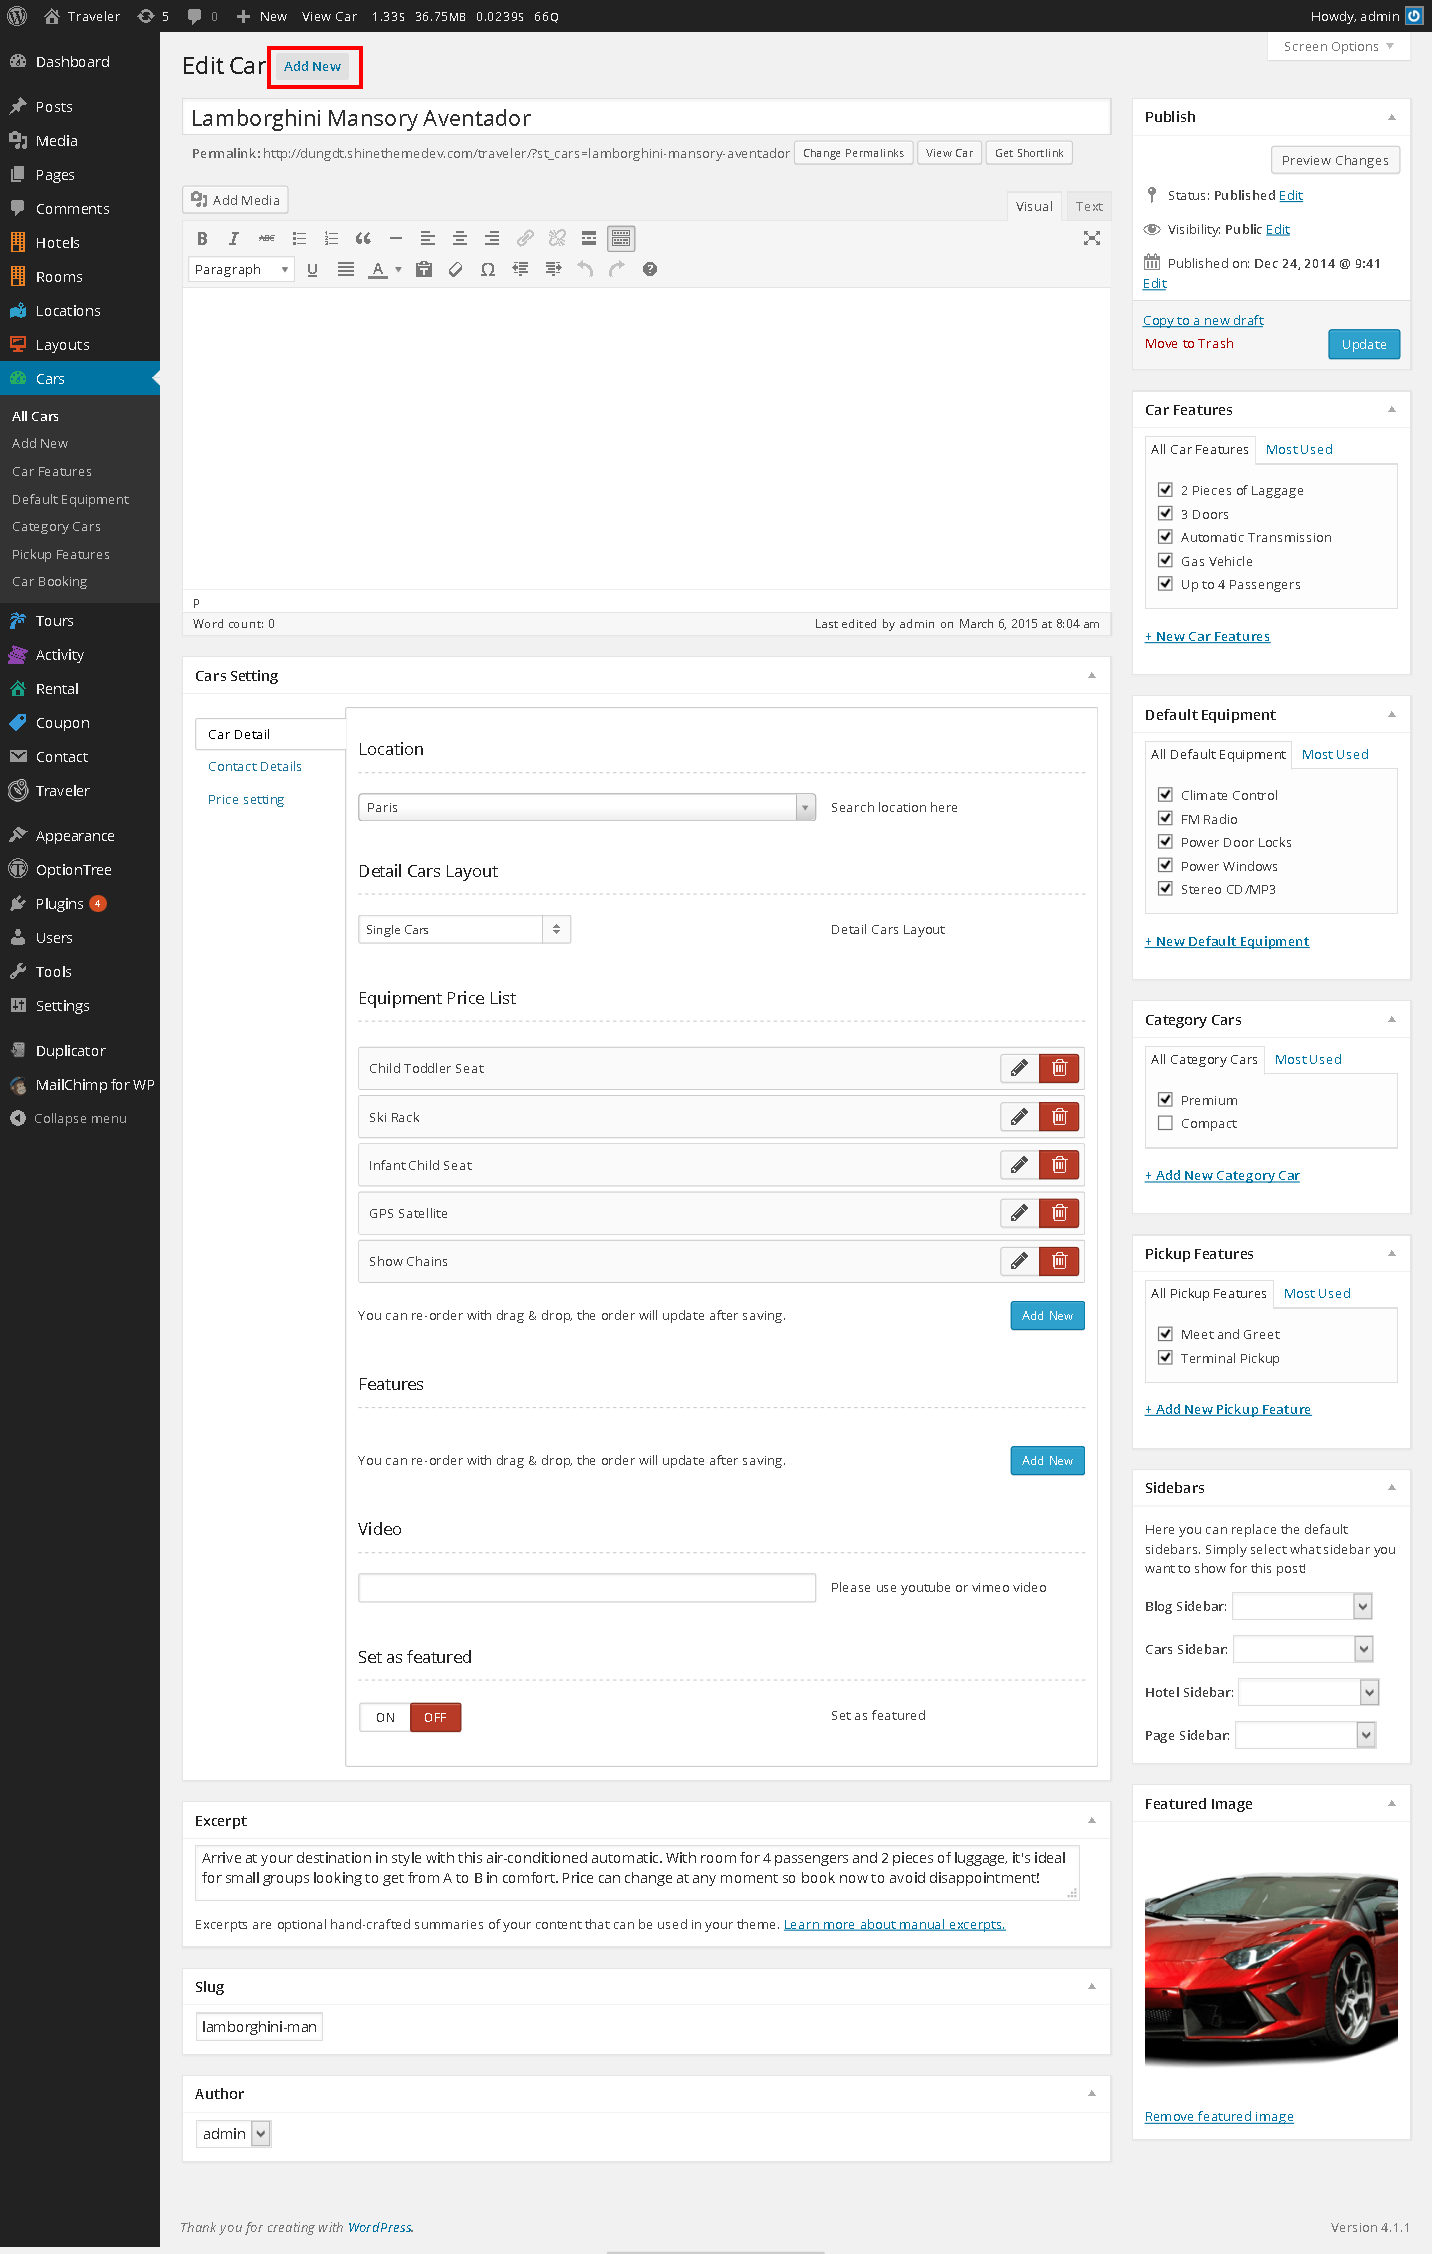 Traveler 5 0 New View Car 1.33s 36.75MB 0.0239s 66Q
Howdy, admin
Dashboard
Posts
Media
Pages
Comments
Hotels
Rooms
Locations
Layouts
Cars
All Cars
Add New
Car Features
Default Equipment
Category Cars
Pickup Features
Car Booking
Tours
Activity
Rental
Coupon
Contact
Traveler
Appearance
OptionTree
Plugins 4
Users
Tools
Settings
Duplicator
MailChimp for WP
Collapse menu
Screen Options
Edit Car Add New
Lamborghini Mansory Aventador
Permalink: http://dungdt.shinethemedev.com/traveler/?st_cars=lamborghini-mansory-aventador Change Permalinks View Car Get Shortlink
Add Media
Visual Text
B I ABC
Paragraph U A Ω
P
Word count: 0
Last edited by admin on March 6, 2015 at 8:04 am
Cars Setting
Car Detail
Contact Details
Price setting
Location
Paris
Search location here
Detail Cars Layout
Single Cars
Detail Cars Layout
Equipment Price List
Child Toddler Seat
Ski Rack
Infant Child Seat
GPS Satellite
Show Chains
You can re-order with drag & drop, the order will update after saving.
Add New
Features
You can re-order with drag & drop, the order will update after saving.
Add New
Video
Please use youtube or vimeo video
Set as featured
ON OFF
Set as featured
Excerpt
Arrive at your destination in style with this air-conditioned automatic. With room for 4 passengers and 2 pieces of luggage, it's ideal
for small groups looking to get from A to B in comfort. Price can change at any moment so book now to avoid disappointment!
Excerpts are optional hand-crafted summaries of your content that can be used in your theme. Learn more about manual excerpts.
Slug
lamborghini-man
Author
admin
Publish
Preview Changes
Status: Published Edit
Visibility: Public Edit
Published on: Dec 24, 2014 @ 9:41
Edit
Copy to a new draft
Move to Trash
Update
Car Features
All Car Features Most Used
2 Pieces of Laggage
3 Doors
Automatic Transmission
Gas Vehicle
Up to 4 Passengers
+ New Car Features
Default Equipment
All Default Equipment Most Used
Climate Control
FM Radio
Power Door Locks
Power Windows
Stereo CD/MP3
+ New Default Equipment
Category Cars
All Category Cars Most Used
Premium
Compact
+ Add New Category Car
Pickup Features
All Pickup Features Most Used
Meet and Greet
Terminal Pickup
+ Add New Pickup Feature
Sidebars
Here you can replace the default
sidebars. Simply select what sidebar you
want to show for this post!
Blog Sidebar:
Cars Sidebar:
Hotel Sidebar:
Page Sidebar:
Featured Image
Remove featured image
Thank you for creating with WordPress.
Version 4.1.1